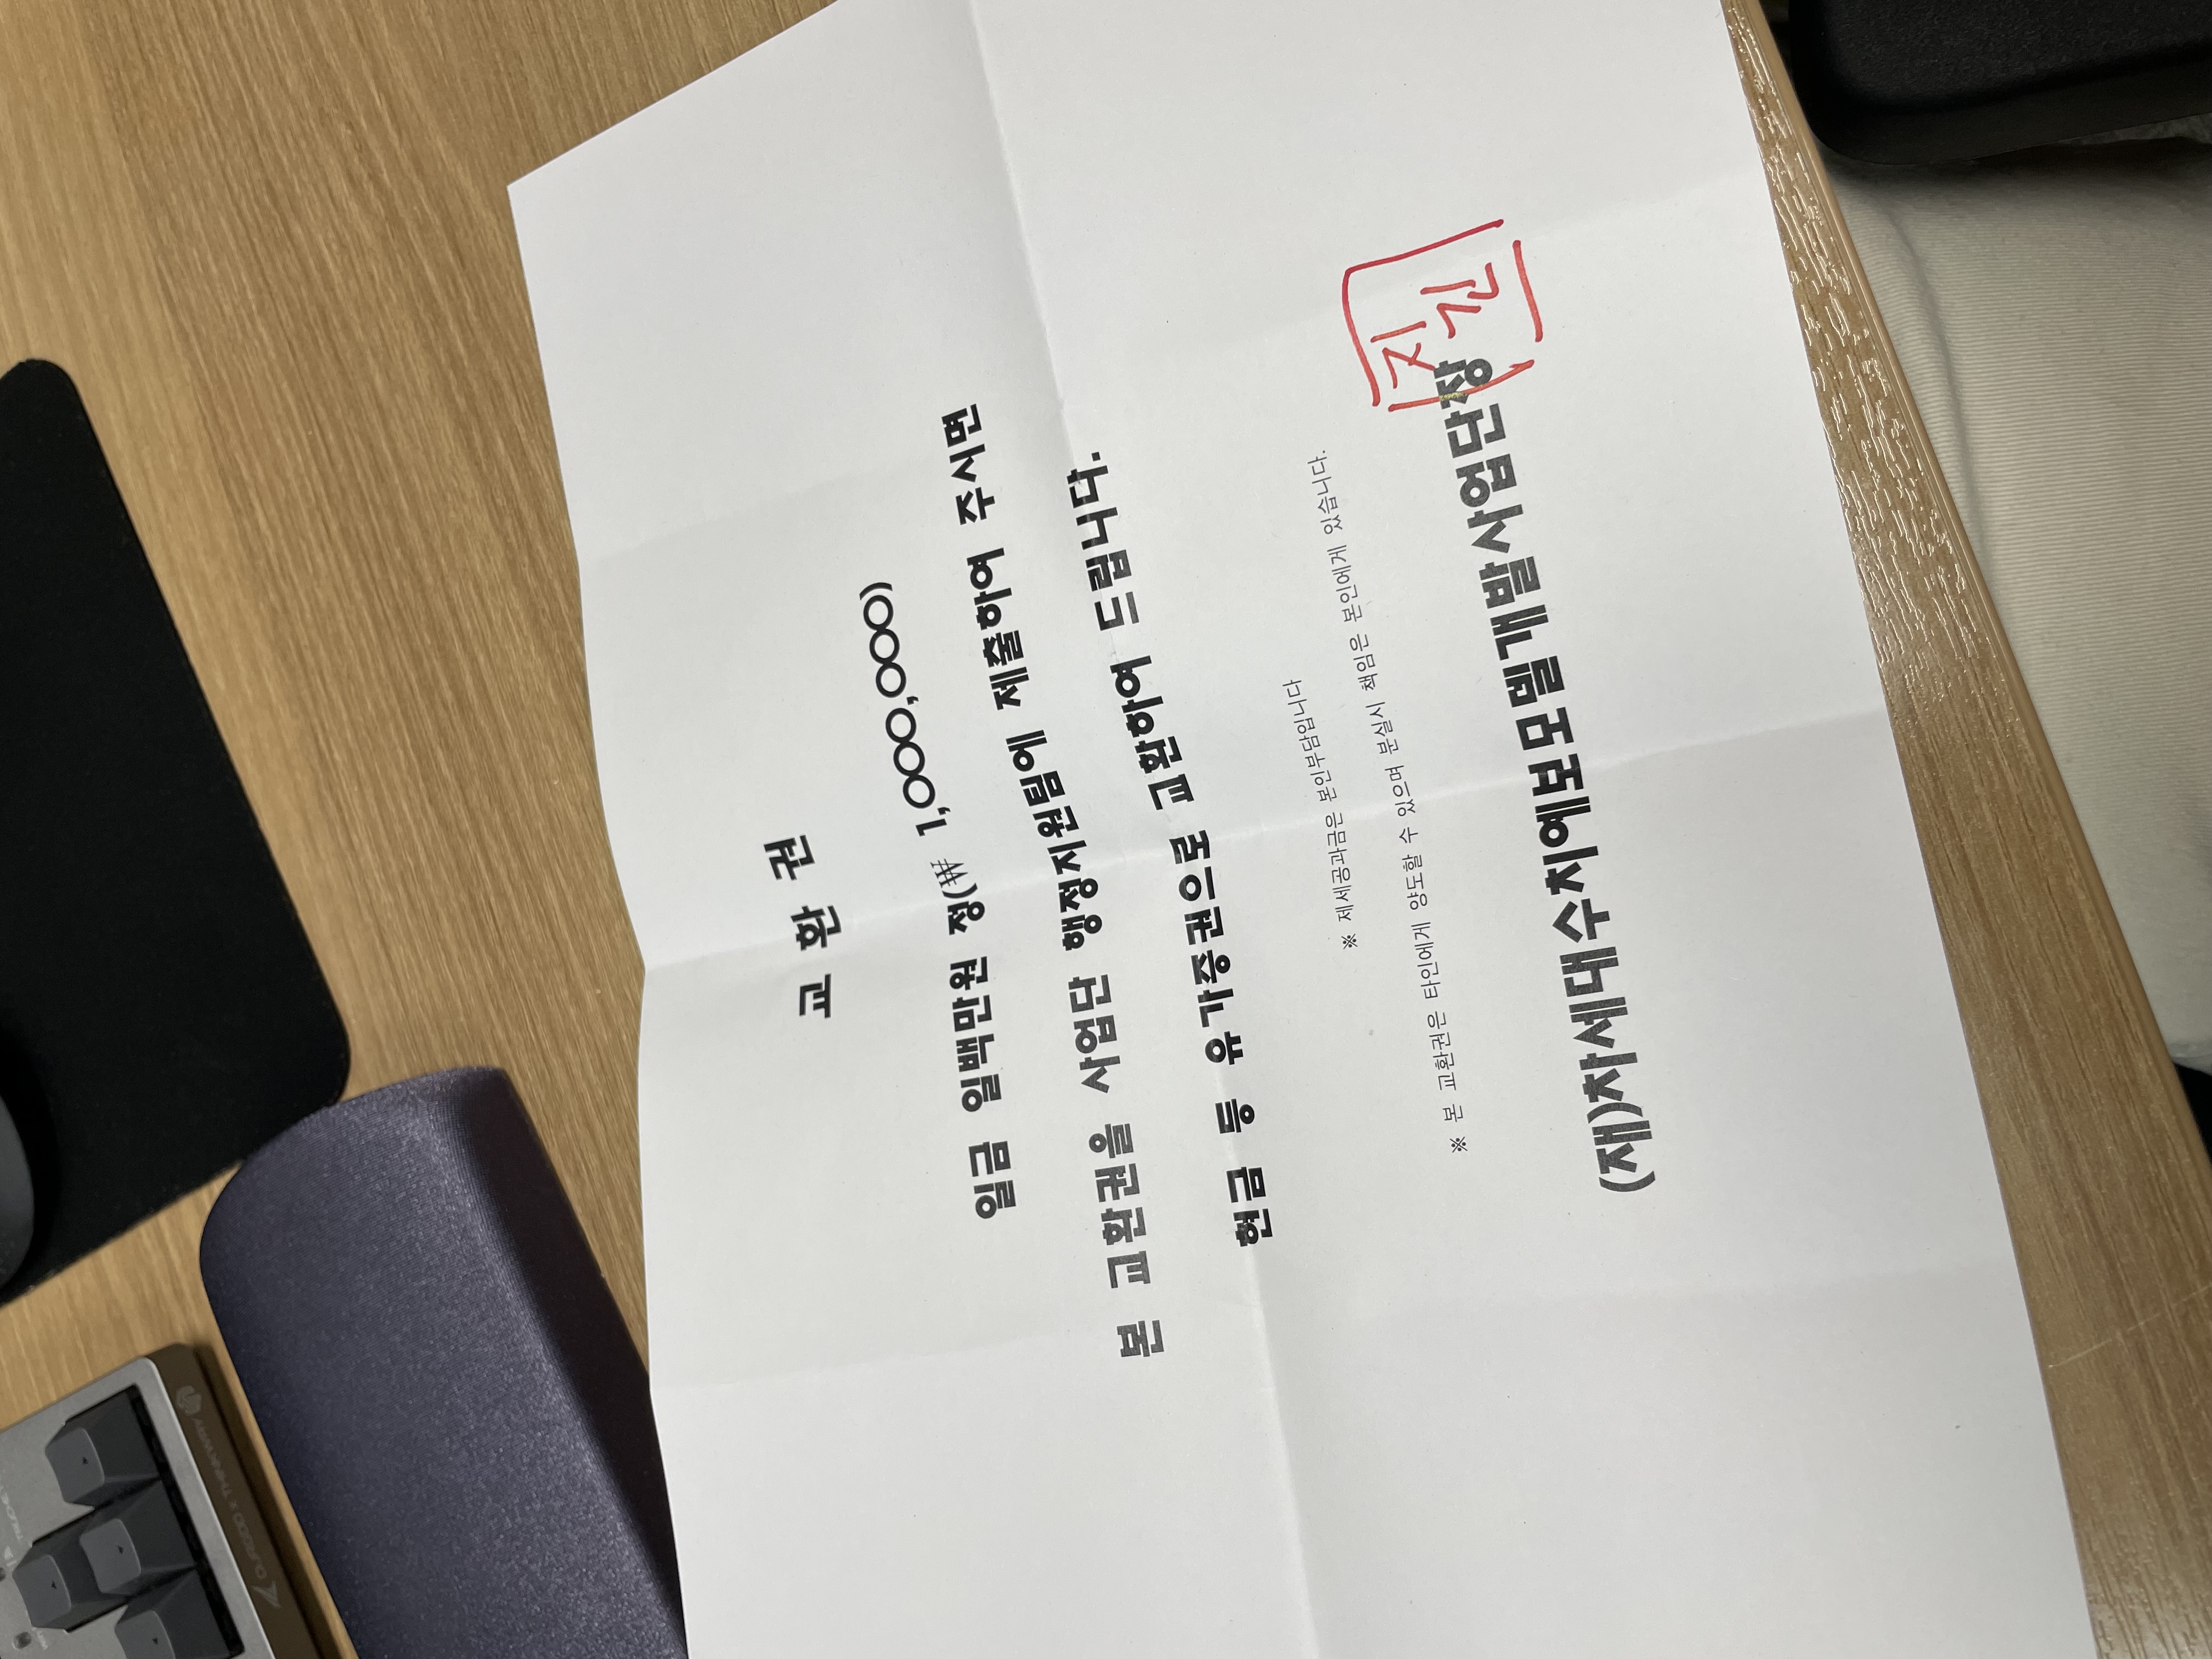 OURGOO x THINKWAY
교환권
일금 일백만원 정(₩ 1,000,000)
본 교환권을 사업단 행정지원팀에 제출하여 주시면
현금 등 유가증권으로 교환하여 드립니다.
※ 제세공과금은 본인부담입니다
※ 본 교환권은 타인에게 양도할 수 있으며 분실시 책임은 본인에게 있습니다.
(재)차세대수치예보모델개발사업단장